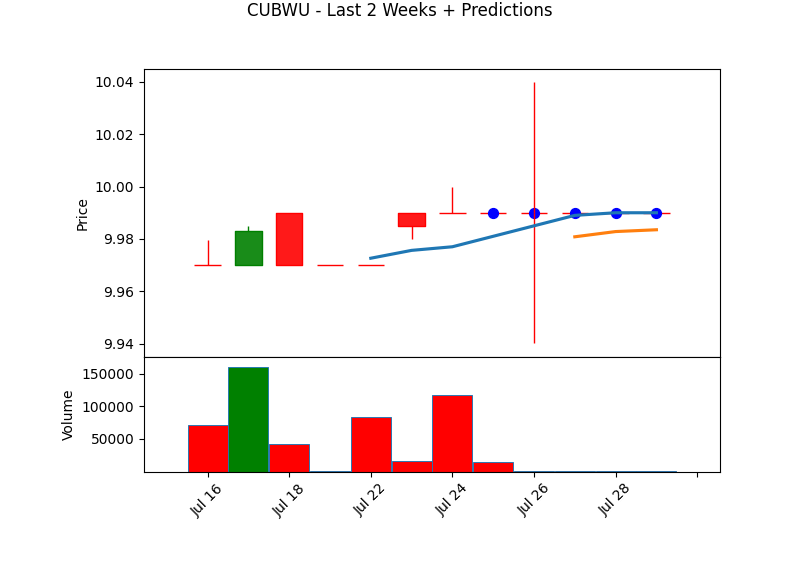 CUBWU - Last 2 Weeks + Predictions
10.04
10.02
10.00
9.98
9.96
9.94
Price
150000
100000
50000
Volume
Jul 16
Jul 18
Jul 22
Jul 24
Jul 26
Jul 28